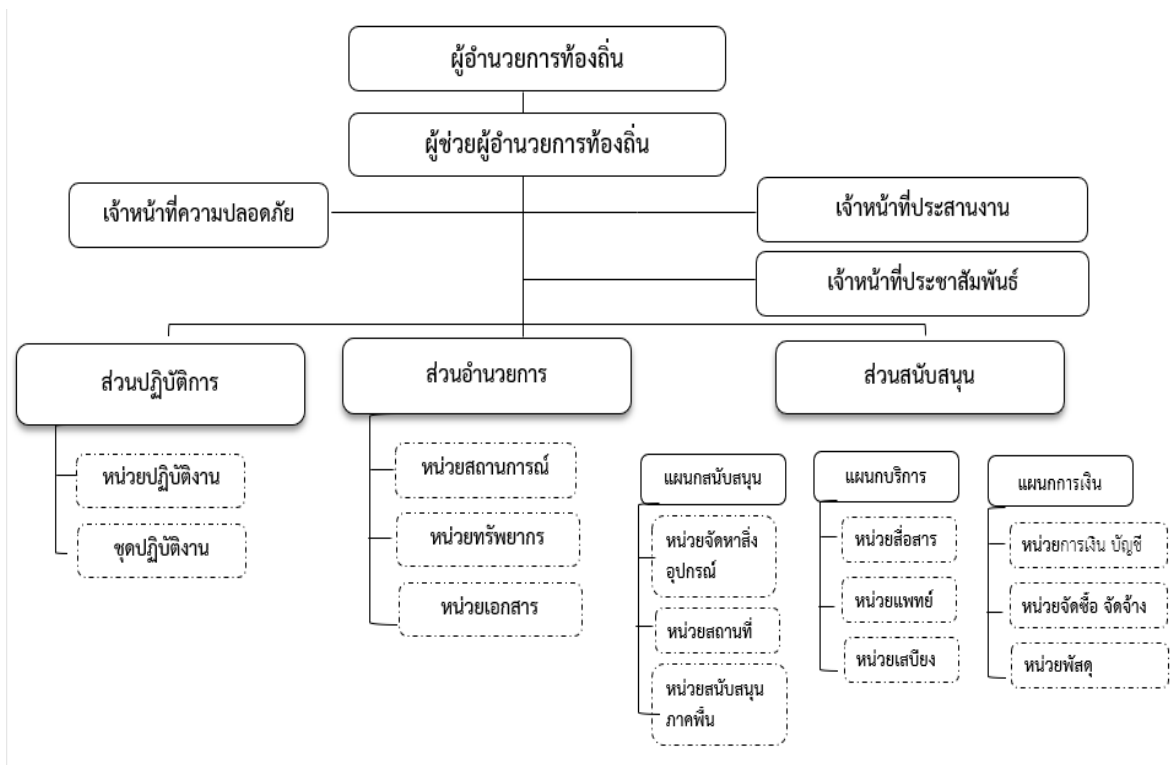 ผู้อำนวยการท้องถิ่น
ผู้ช่วยผู้อำนวยการท้องถิ่น
เจ้าหน้าที่ความปลอดภัย
เจ้าหน้าที่ประสานงาน
เจ้าหน้าที่ประชาสัมพันธ์
ส่วนปฏิบัติการ
หน่วยปฏิบัติงาน
ชุดปฏิบัติงาน
ส่วนอำนวยการ
หน่วยสถานการณ์
หน่วยทรัพยากร
หน่วยเอกสาร
ส่วนสนับสนุน
แผนกสนับสนุน
หน่วยจัดหาสิ่ง
อุปกรณ์
หน่วยสถานที่
หน่วยสนับสนุน
ภาคพื้น
แผนกบริการ
หน่วยสื่อสาร
หน่วยแพทย์
หน่วยเสบียง
แผนกการเงิน
หน่วยการเงิน บัญชี
หน่วยจัดซื้อ จัดจ้าง
หน่วยพัสดุ